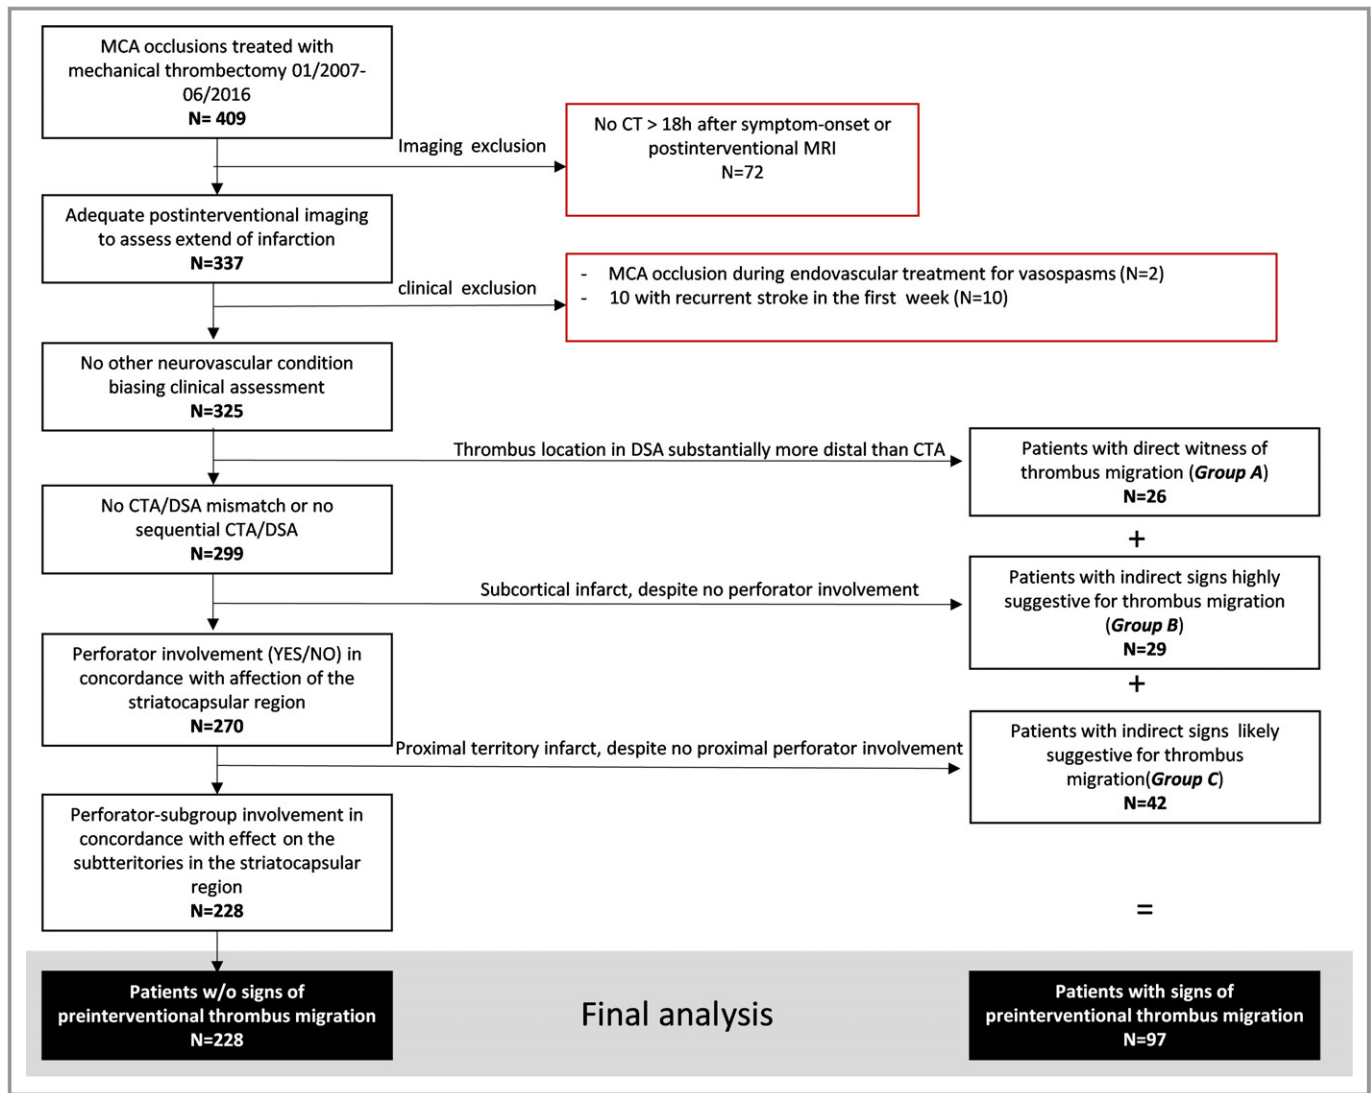 MCA occlusions treated with
mechanical thrombectomy 01/2007-
06/2016
N= 409
Imaging exclusion
No CT > 18h after symptom-onset or
postinterventional MRI
N=72
Adequate postinterventional imaging
to assess extend of infarction
N=337
clinical exclusion
- MCA occlusion during endovascular treatment for vasospasms (N=2)
- 10 with recurrent stroke in the first week (N=10)
No other neurovascular condition
biasing clinical assessment
N=325
Thrombus location in DSA substantially more distal than CTA
Patients with direct witness of
thrombus migration (Group A)
N=26
+
No CTA/DSA mismatch or no
sequential CTA/DSA
N=299
Subcortical infarct, despite no perforator involvement
Patients with indirect signs highly
suggestive for thrombus migration
(Group B)
N=29
+
Perforator involvement (YES/NO) in
concordance with affection of the
striatocapsular region
N=270
Proximal territory infarct, despite no proximal perforator involvement
Patients with indirect signs likely
suggestive for thrombus
migration(Group C)
N=42
Perforator-subgroup involvement in
concordance with effect on the
subtteritories in the striatocapsular
region
N=228
=
Patients w/o signs of
preinterventional thrombus migration
N=228
Final analysis
Patients with signs of
preinterventional thrombus migration
N=97